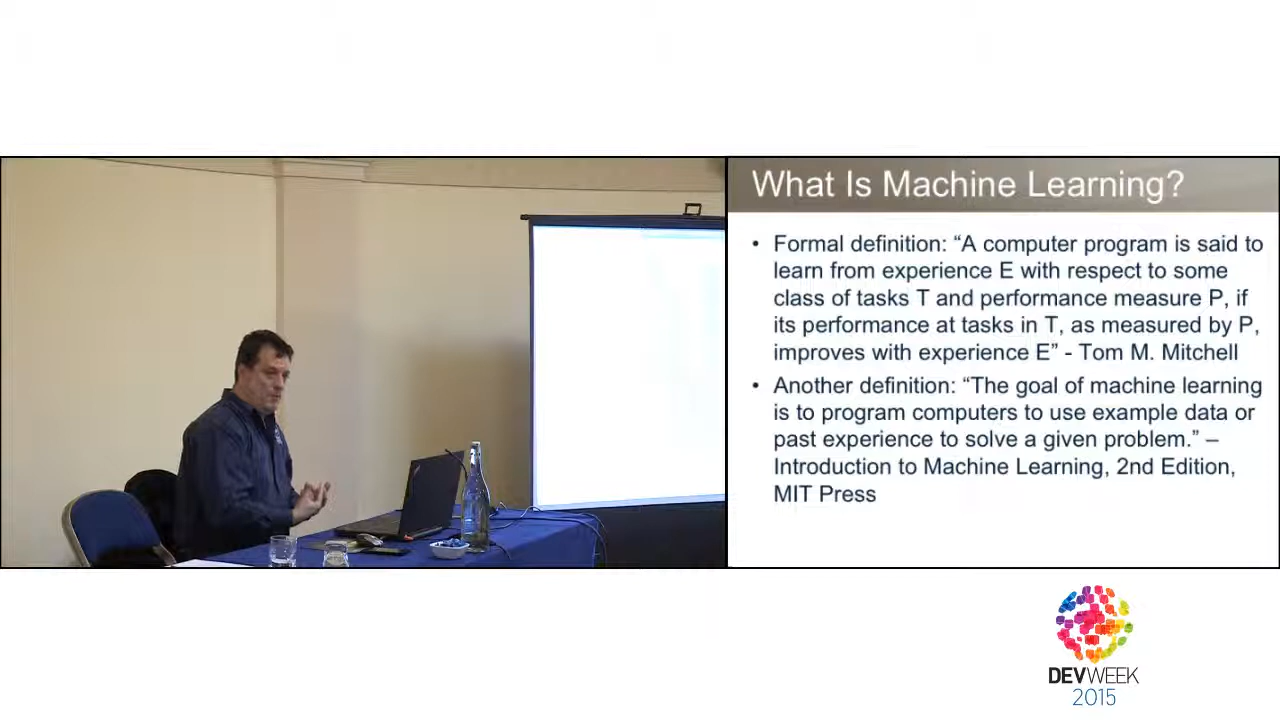 What Is Machine Learning?
• Formal definition: “A computer program is said to
learn from experience E with respect to some
class of tasks T and performance measure P, if
its performance at tasks in T, as measured by P,
improves with experience E” - Tom M. Mitchell
• Another definition: “The goal of machine learning
is to program computers to use example data or
past experience to solve a given problem.” –
Introduction to Machine Learning, 2nd Edition,
MIT Press
DEVWEEK
2015